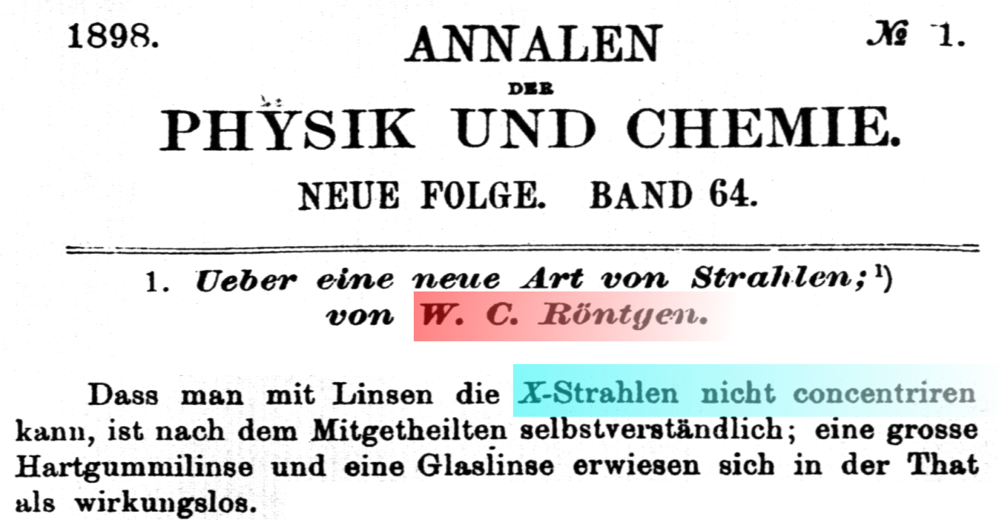 1898. ANNALEN № 1.
DER
PHYSIK UND CHEMIE.
NEUE FOLGE. BAND 64.
1. Ueber eine neue Art von Strahlen; ¹)
von W. C. Röntgen.
Dass man mit Linsen die X-Strahlen nicht concentriren
kann, ist nach dem Mitgetheilten selbstverständlich; eine grosse
Hartgummilinse und eine Glaslinse erwiesen sich in der That
als wirkungslos.